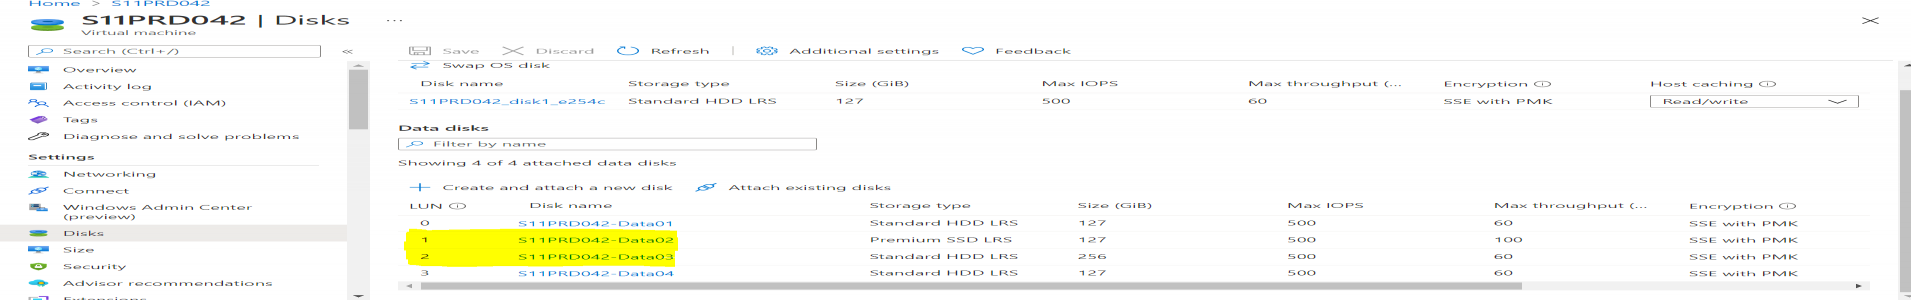 Home > S11PRD042
S11PRD042 | Disks ...
Virtual machine
Search (Ctrl+/)
«
Overview
Activity log
Access control (IAM)
Tags
Diagnose and solve problems
Settings
Networking
Connect
Windows Admin Center
(preview)
Disks
Size
Security
Advisor recommendations
Extensions
Save Discard Refresh Additional settings Feedback
Swap OS disk
Disk name Storage type Size (GiB) Max IOPS Max throughput (... Encryption Host caching
S11PRD042_disk1_e254c Standard HDD LRS 127 500 60 SSE with PMK Read/write
Data disks
Filter by name
Showing 4 of 4 attached data disks
Create and attach a new disk Attach existing disks
LUN Disk name Storage type Size (GiB) Max IOPS Max throughput (... Encryption
0 S11PRD042-Data01 Standard HDD LRS 127 500 60 SSE with PMK
1 S11PRD042-Data02 Premium SSD LRS 127 500 100 SSE with PMK
2 S11PRD042-Data03 Standard HDD LRS 256 500 60 SSE with PMK
3 S11PRD042-Data04 Standard HDD LRS 127 500 60 SSE with PMK